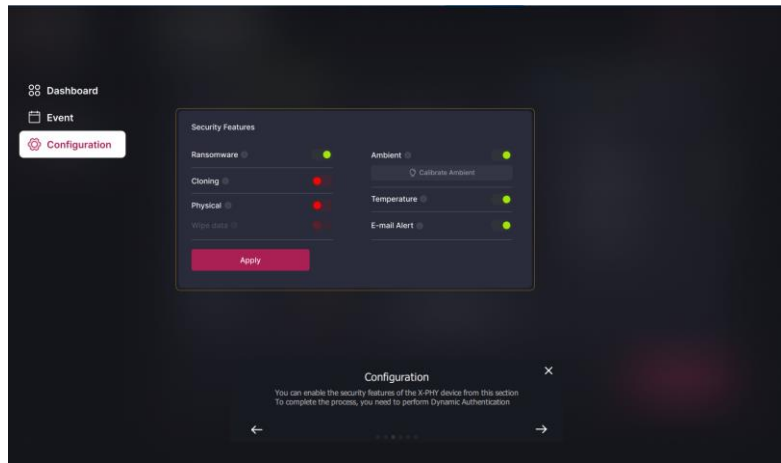 Dashboard
Event
Configuration
Security Features
Ransomware
Cloning
Physical
Wipe data
Apply
Ambient
Calibrate Ambient
Temperature
E-mail Alert
Configuration
You can enable the security features of the X-PHY device from this section
To complete the process, you need to perform Dynamic Authentication